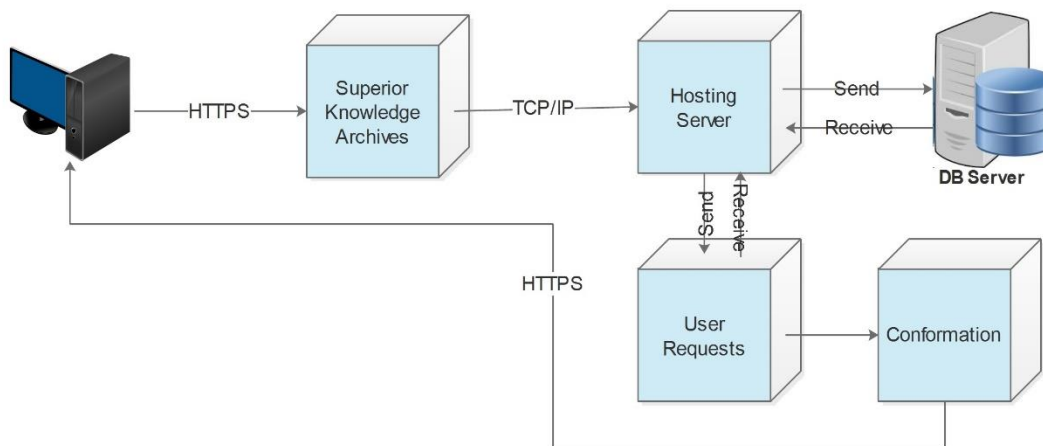 HTTPS
Superior
Knowledge
Archives
TCP/IP
Hosting
Server
Send
Receive
DB Server
Send
Receive
HTTPS
User
Requests
Conformation